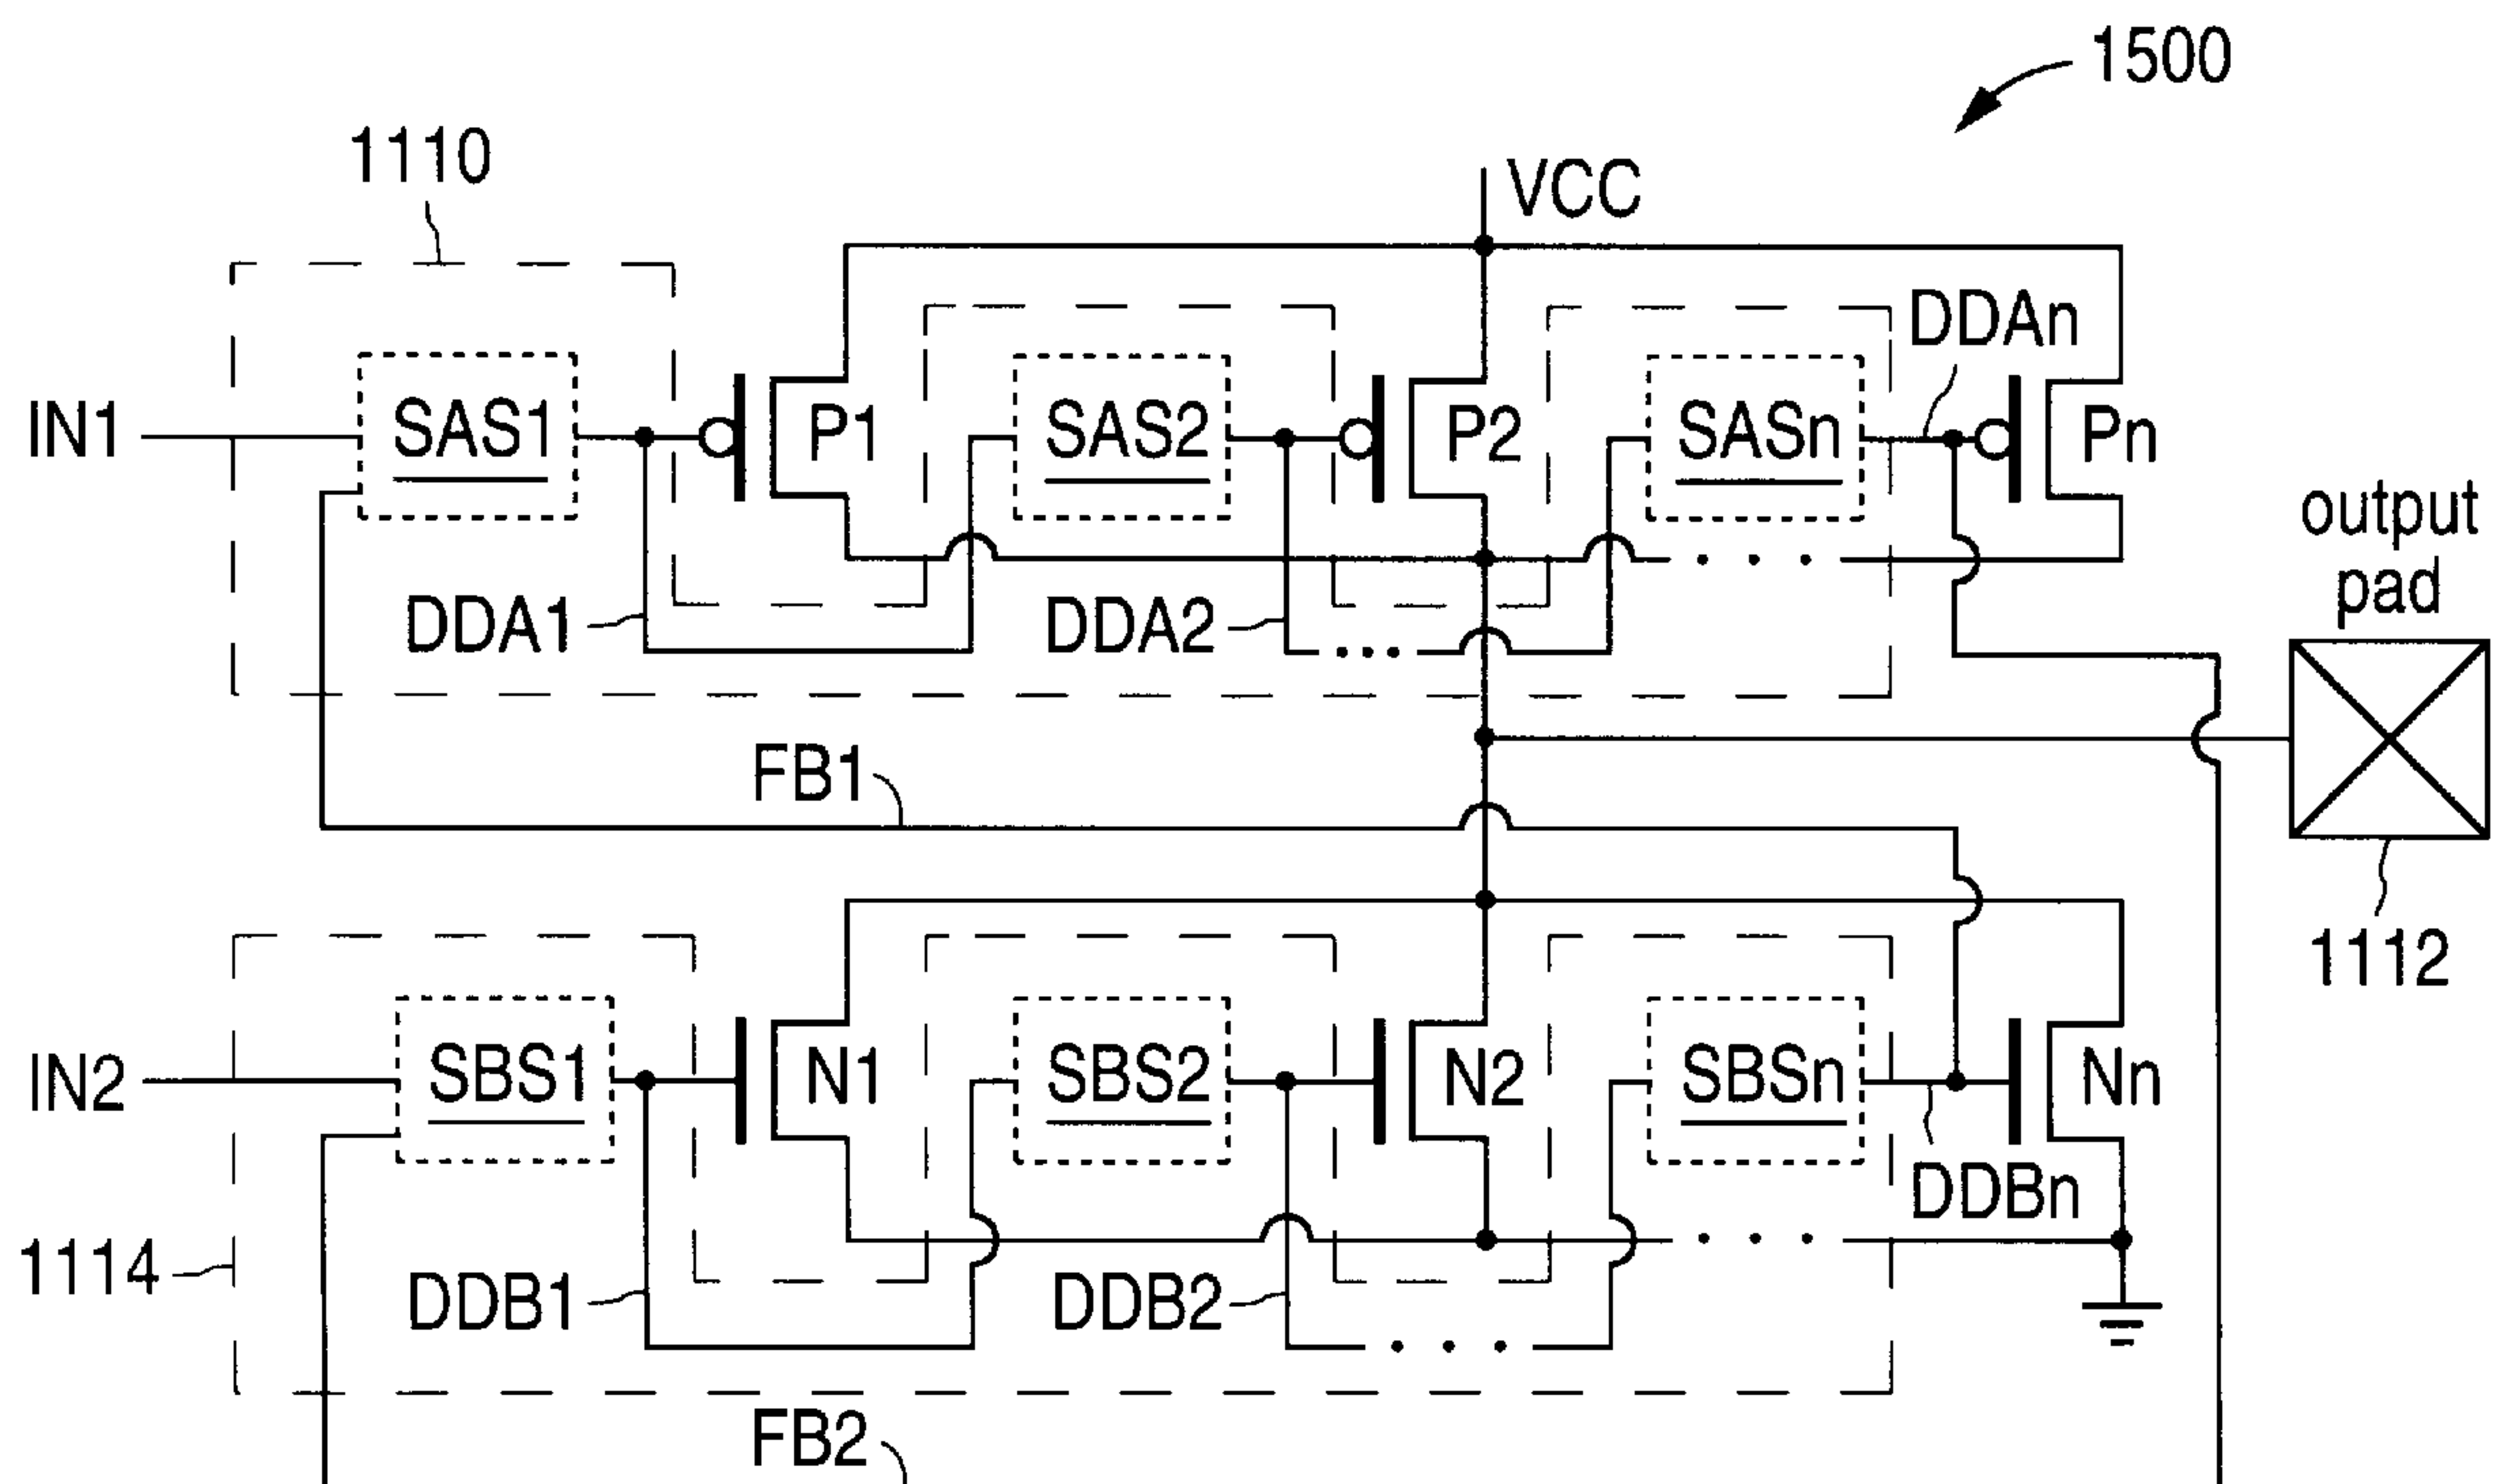 1500
1110
VCC
DDAn
IN1
SAS1
P1
SAS2
P2
SASn
Pn
output
pad
DDA1
DDA2
FB1
1112
IN2
SBS1
N1
SBS2
N2
SBSn
Nn
DDBn
1114
DDB1
DDB2
FB2